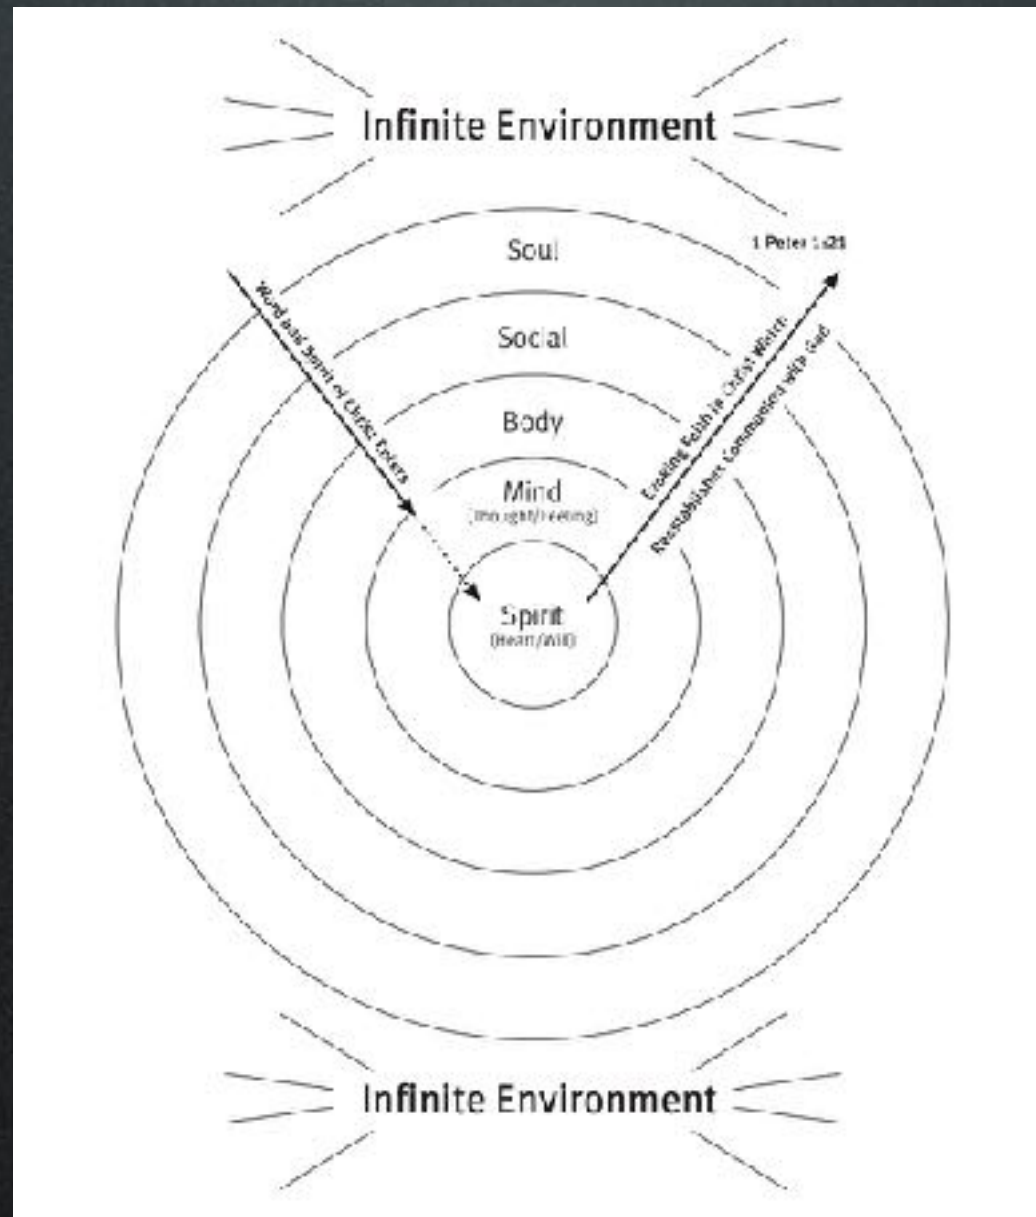 Infinite Environment
1 Peter 1:21
Soul
Social
Body
Mind
(Thought/Feeling)
Spirit
(Heart/Will)
Word and Spirit of Christ Enters
Evoking Faith in Christ Which
Reestablishes Communion with God
Infinite Environment